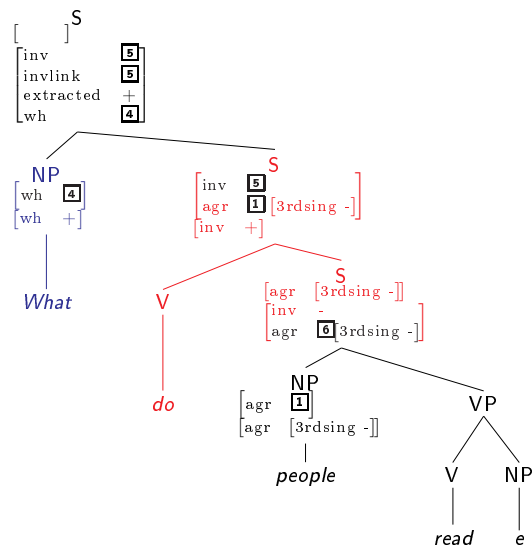 S
[ ]
[inv 5
invlink 5
extracted +
wh 4]
NP S
[wh 4] [inv 5
[wh +] agr 1 [3rdsing -]]
[inv +]
What V S
[agr [3rdsing -]]
[inv -
agr 6[3rdsing -]]
do NP VP
[agr 1]
[agr [3rdsing -]]
people V NP
read e